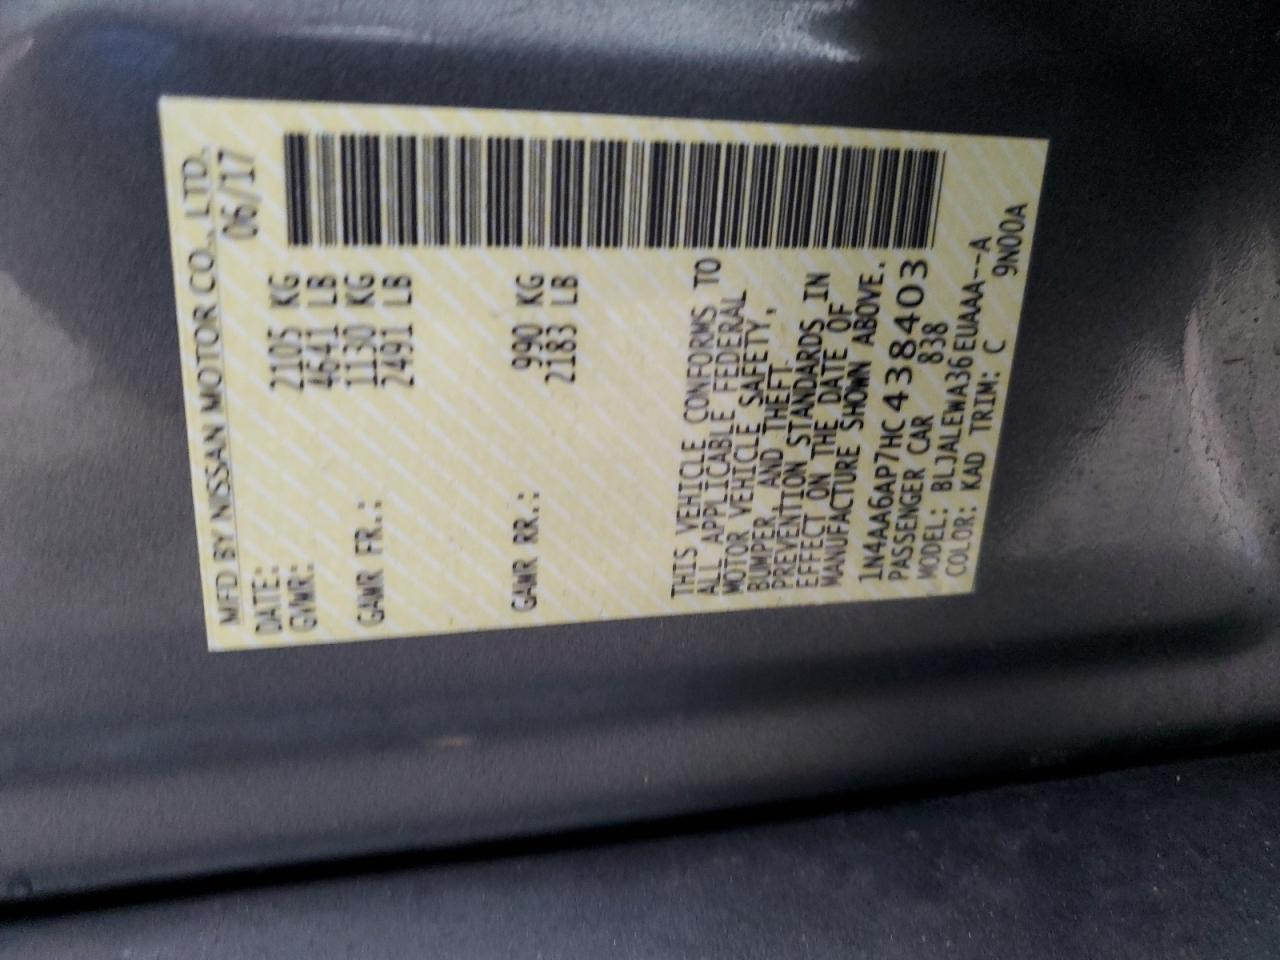 MFD BY NISSAN MOTOR CO., LTD.
DATE: 06/17
GVWR: 2105 KG
4641 LB
GAWR FR.: 1130 KG
2491 LB
GAWR RR.: 990 KG
2183 LB
THIS VEHICLE CONFORMS TO
ALL APPLICABLE FEDERAL
MOTOR VEHICLE SAFETY,
BUMPER, AND THEFT
PREVENTION STANDARDS IN
EFFECT ON THE DATE OF
MANUFACTURE SHOWN ABOVE..
1N4AA6AP7HC438403
PASSENGER CAR 838
MODEL: BLJALEWA36EUAAA--A
COLOR: KAD TRIM: C 9N00A